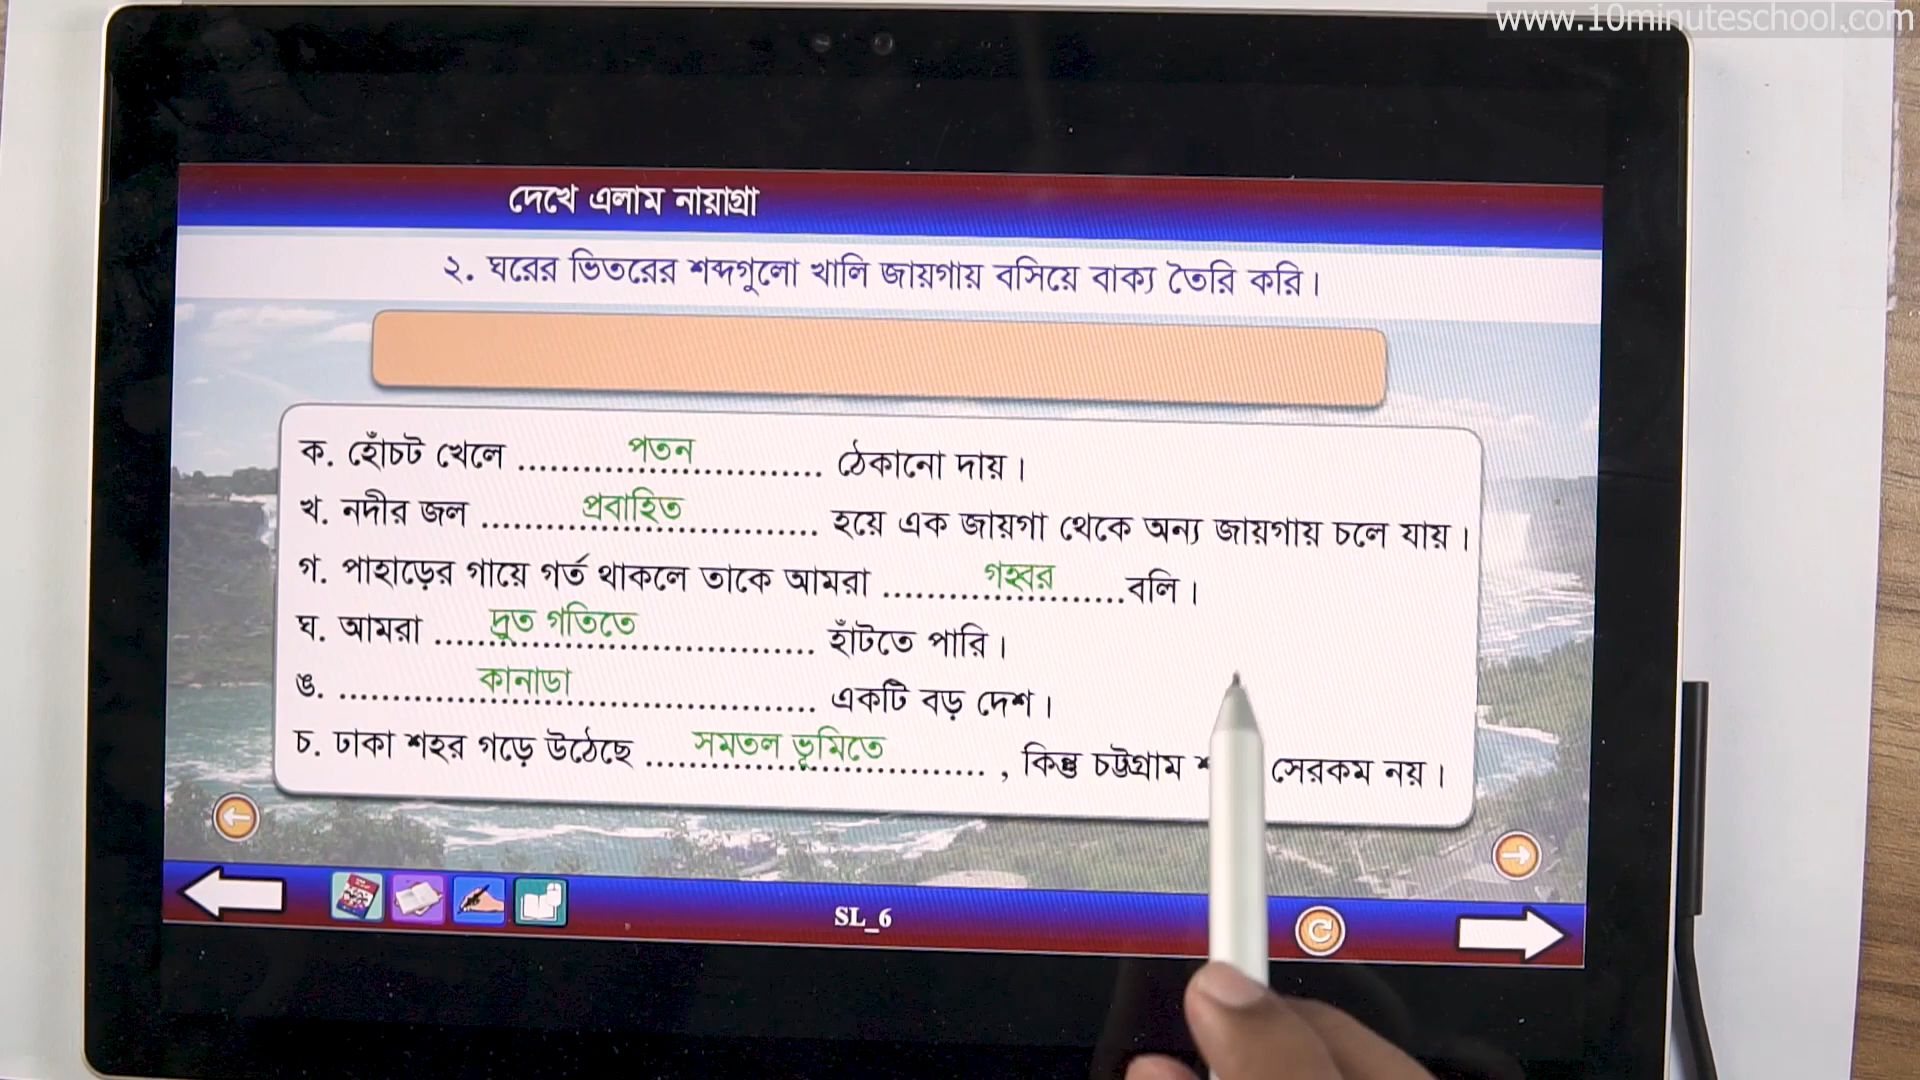 www.10minuteschool.com
দেখে এলাম নায়াগ্রা
২. ঘরের ভিতরের শব্দগুলো খালি জায়গায় বসিয়ে বাক্য তৈরি করি।
ক. হোঁচট খেলে ............ পতন ............ ঠেকানো দায়।
খ. নদীর জল ............ প্রবাহিত ............ হয়ে এক জায়গা থেকে অন্য জায়গায় চলে যায়।
গ. পাহাড়ের গায়ে গর্ত থাকলে তাকে আমরা ............ গহ্বর ............ বলি।
ঘ. আমরা ............ দ্রুত গতিতে ............ হাঁটতে পারি।
ঙ. ............ কানাডা ............ একটি বড় দেশ।
চ. ঢাকা শহর গড়ে উঠেছে ............ সমতল ভূমিতে ............ , কিন্তু চট্টগ্রাম সেরকম নয়।
SL_6